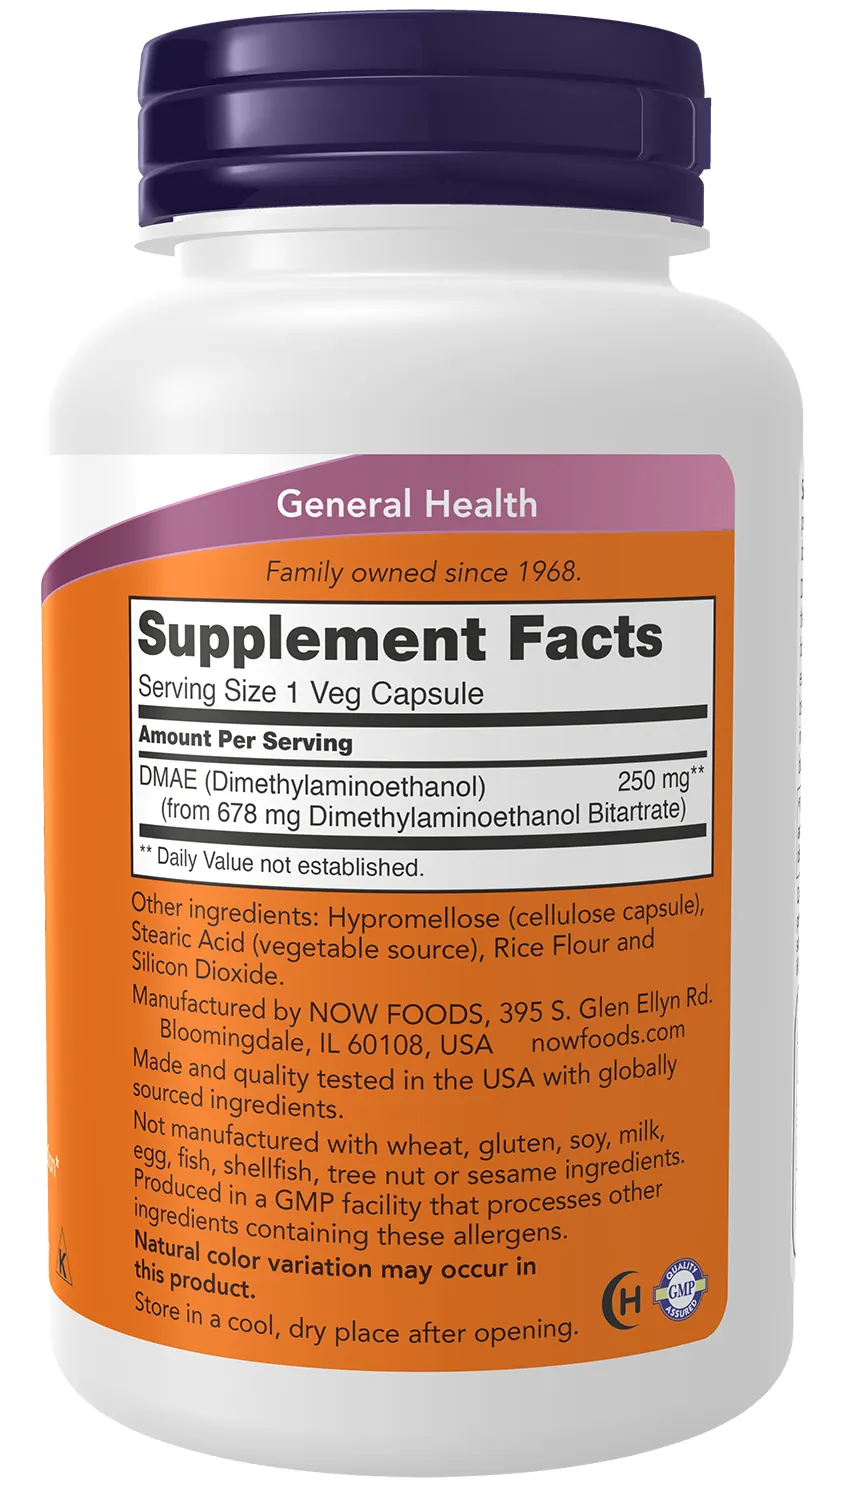 General Health
Family owned since 1968.
Supplement Facts
Serving Size 1 Veg Capsule
Amount Per Serving
DMAE (Dimethylaminoethanol) 250 mg**
(from 678 mg Dimethylaminoethanol Bitartrate)
** Daily Value not established.
Other ingredients: Hypromellose (cellulose capsule),
Stearic Acid (vegetable source), Rice Flour and
Silicon Dioxide.
Manufactured by NOW FOODS, 395 S. Glen Ellyn Rd.
Bloomingdale, IL 60108, USA nowfoods.com
Made and quality tested in the USA with globally
sourced ingredients.
Not manufactured with wheat, gluten, soy, milk,
egg, fish, shellfish, tree nut or sesame ingredients.
Produced in a GMP facility that processes other
ingredients containing these allergens.
Natural color variation may occur in
this product.
Store in a cool, dry place after opening.
K
H
QUALITY
GMP
ASSURED